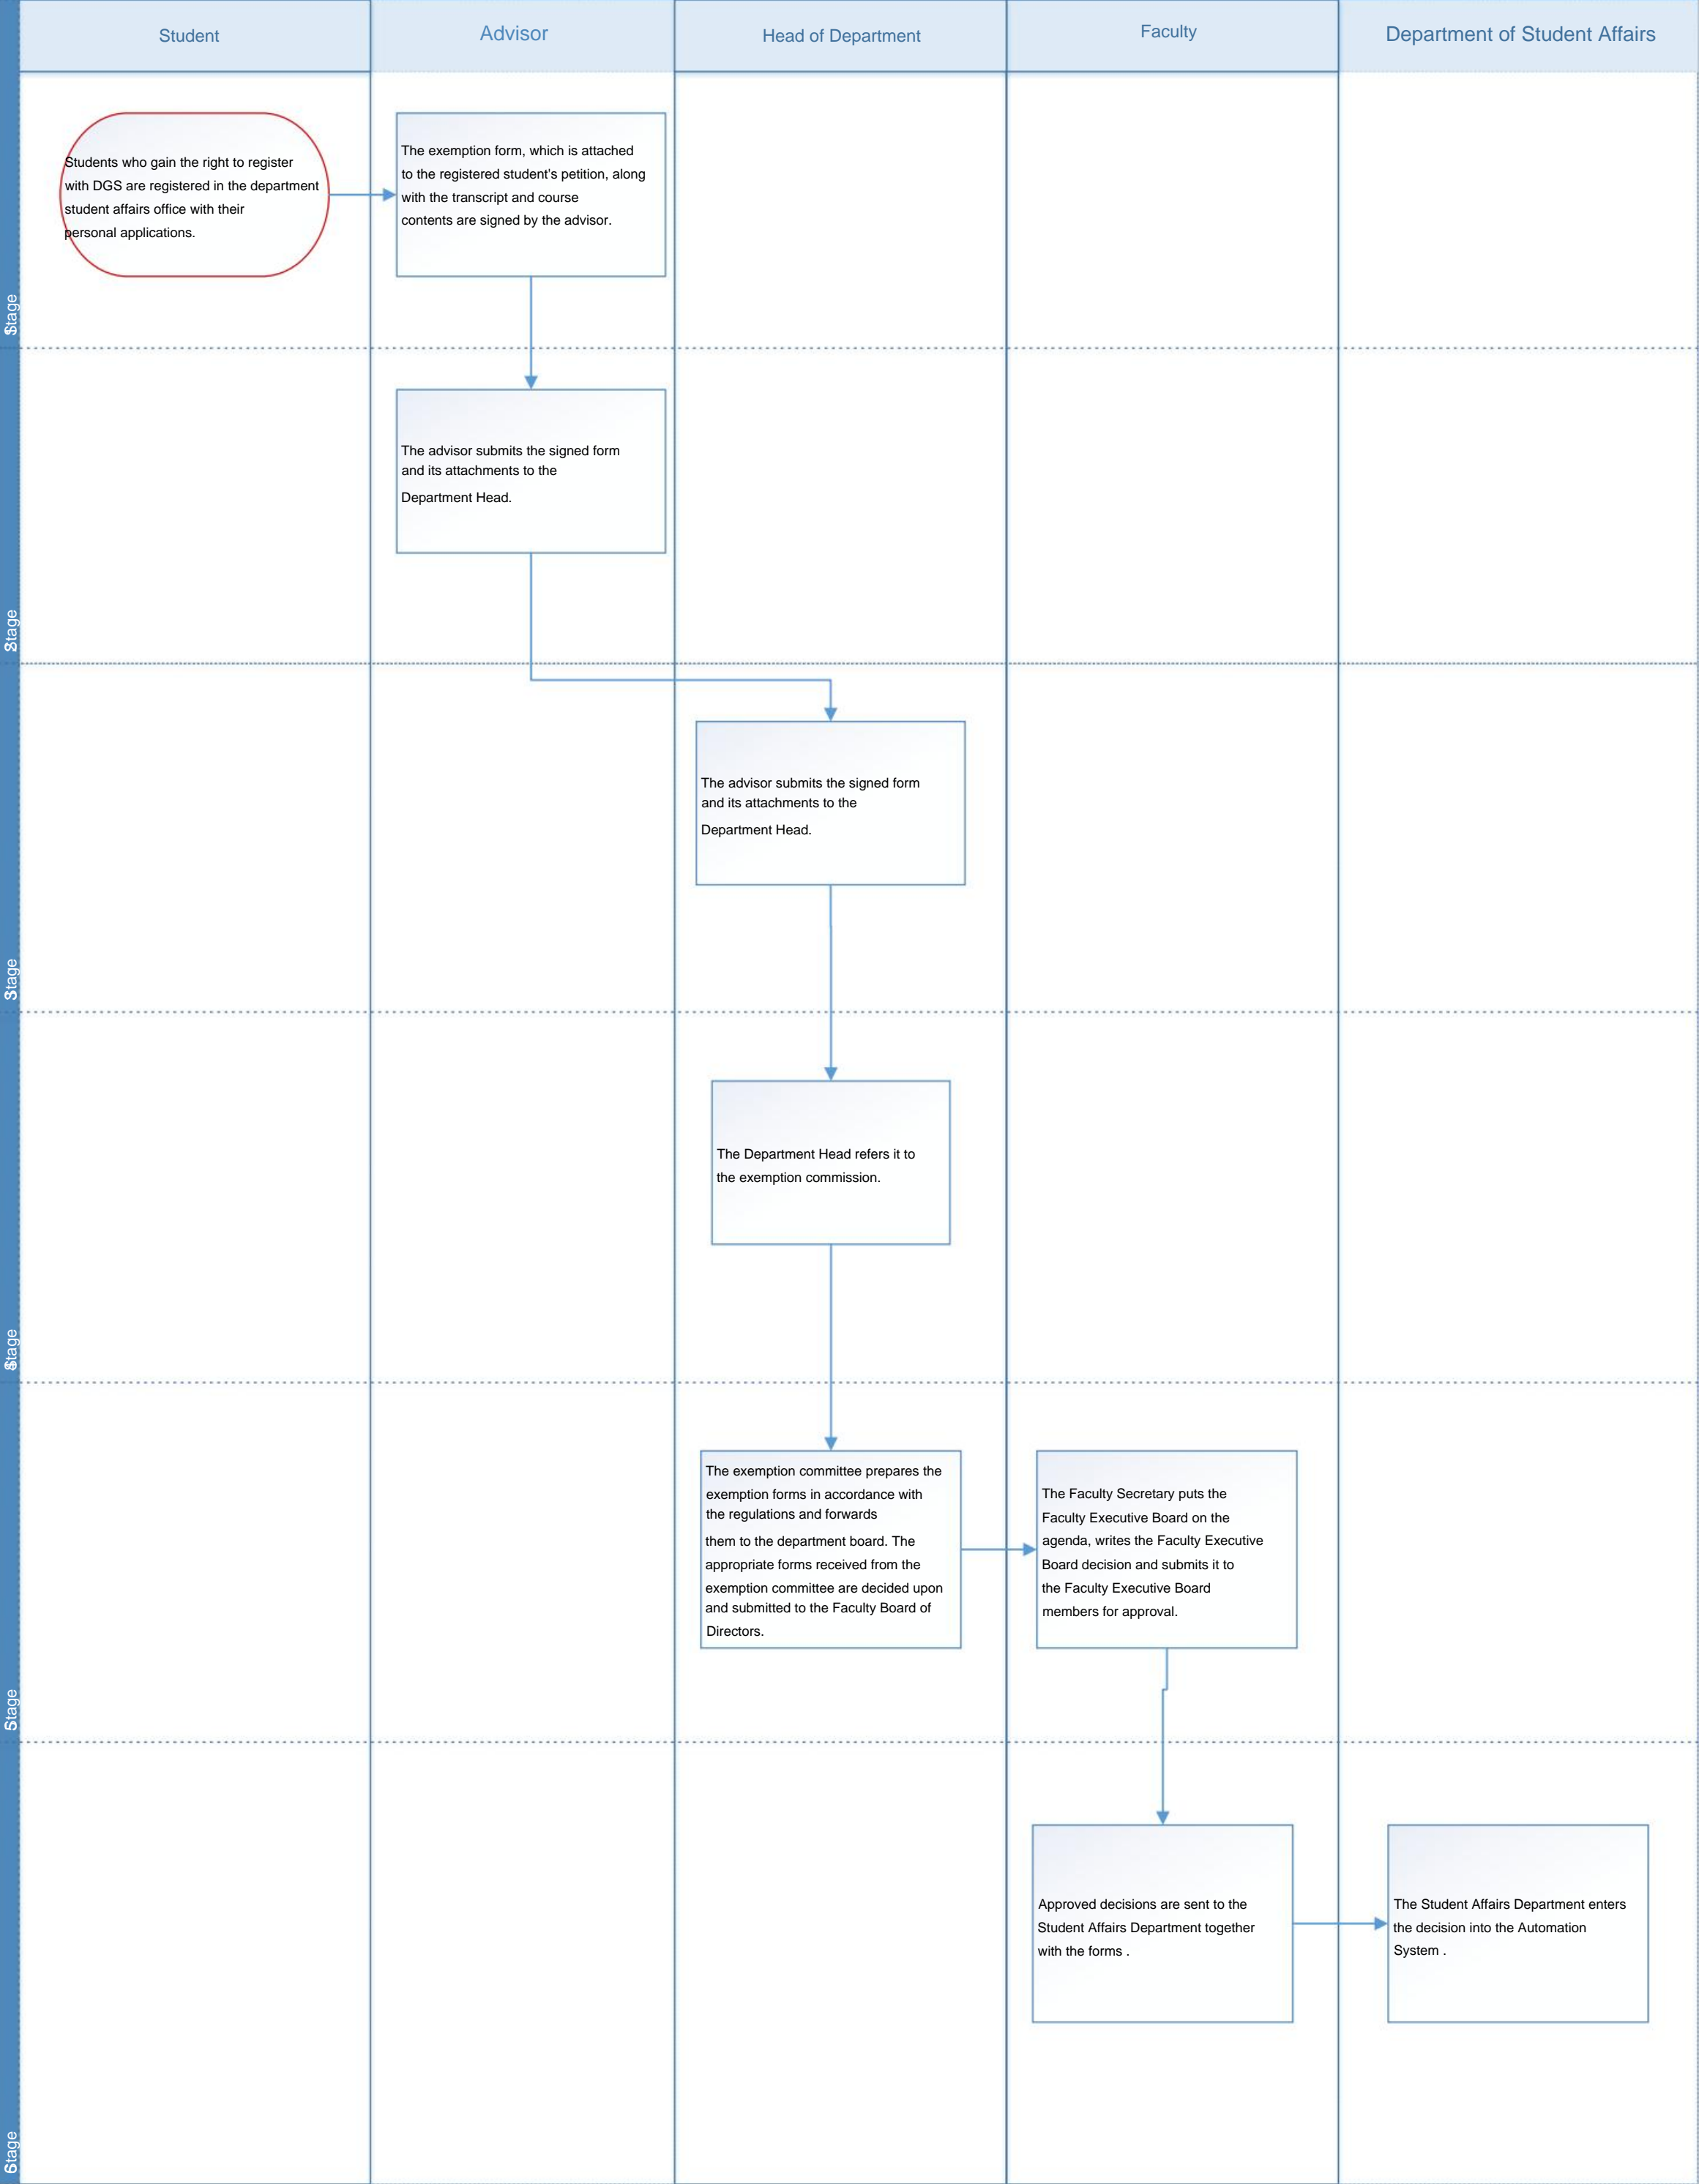 Student
Advisor
Head of Department
Faculty
Department of Student Affairs
Students who gain the right to register
with DGS are registered in the department
student affairs office with their
personal applications.
The exemption form, which is attached
to the registered student's petition, along
with the transcript and course
contents are signed by the advisor.
Stage
The advisor submits the signed form
and its attachments to the
Department Head.
Stage
The advisor submits the signed form
and its attachments to the
Department Head.
Stage
The Department Head refers it to
the exemption commission.
Stage
The exemption committee prepares the
exemption forms in accordance with
the regulations and forwards
them to the department board. The
appropriate forms received from the
exemption committee are decided upon
and submitted to the Faculty Board of
Directors.
The Faculty Secretary puts the
Faculty Executive Board on the
agenda, writes the Faculty Executive
Board decision and submits it to
the Faculty Executive Board
members for approval.
Stage
Approved decisions are sent to the
Student Affairs Department together
with the forms .
The Student Affairs Department enters
the decision into the Automation
System .
Stage